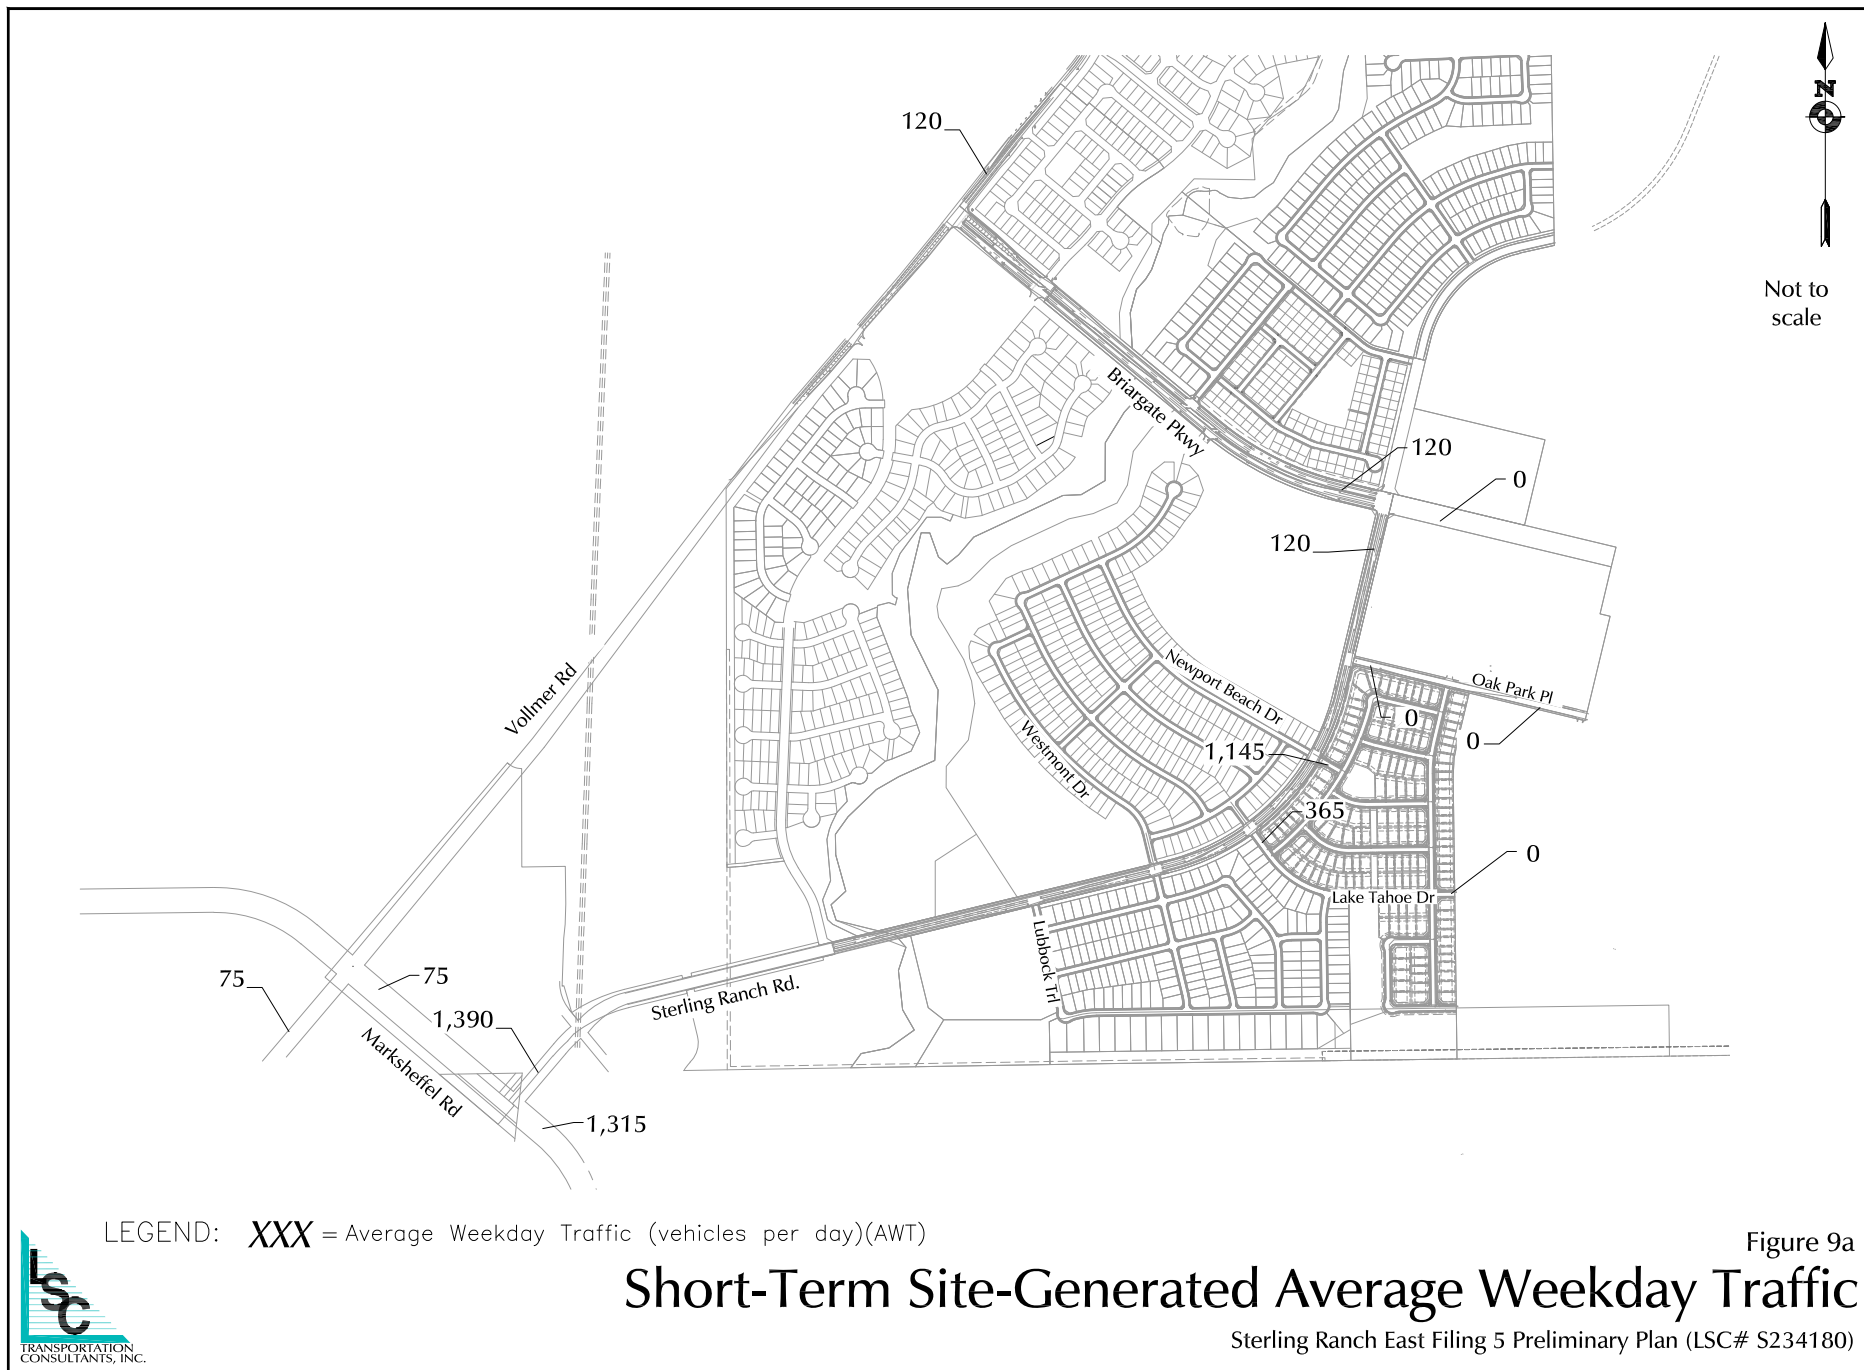 120
N
Not to
scale
Briargate Pkwy
120
0
120
Vollmer Rd
Newport Beach Dr
Oak Park Pl
0
0
Westmont Dr
1,145
365
0
Lake Tahoe Dr
Lubbock Trl
75
75
Sterling Ranch Rd.
1,390
Marksheffel Rd
1,315
LEGEND: XXX = Average Weekday Traffic (vehicles per day)(AWT)
Figure 9a
Short-Term Site-Generated Average Weekday Traffic
Sterling Ranch East Filing 5 Preliminary Plan (LSC# S234180)
LSC
TRANSPORTATION
CONSULTANTS, INC.